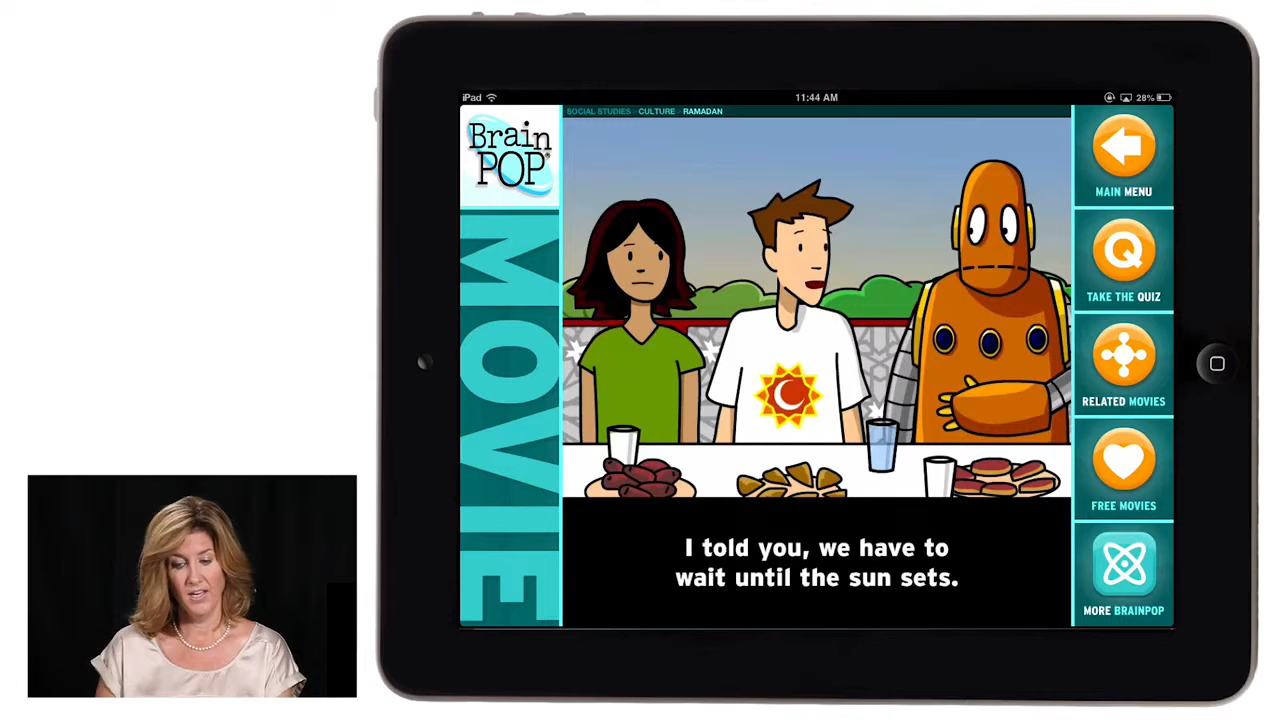 iPad
11:44 AM
28%
SOCIAL STUDIES > CULTURE > RAMADAN
Brain
POP®
MOVIE
MAIN MENU
Q
TAKE THE QUIZ
RELATED MOVIES
FREE MOVIES
MORE BRAINPOP
I told you, we have to
wait until the sun sets.